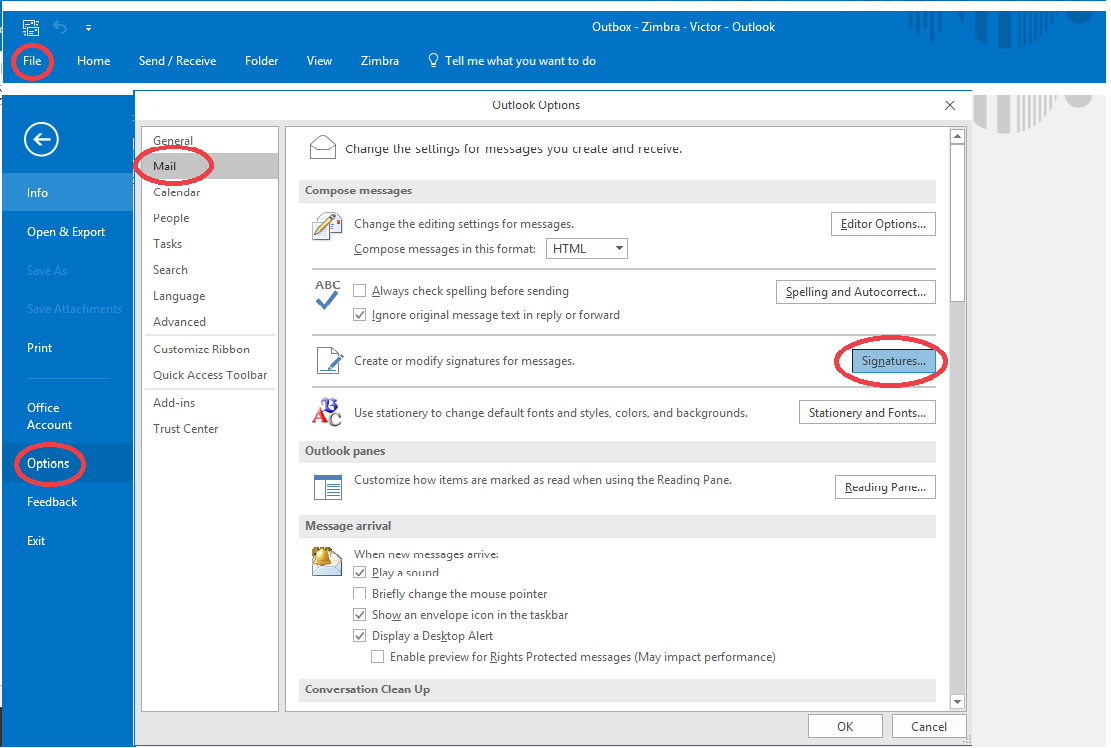 Outbox - Zimbra - Victor - Outlook
File Home Send / Receive Folder View Zimbra Tell me what you want to do
Outlook Options
Info
Open & Export
Save As
Save Attachments
Print
Office
Account
Options
Feedback
Exit
General
Mail
Calendar
People
Tasks
Search
Language
Advanced
Customize Ribbon
Quick Access Toolbar
Add-ins
Trust Center
Change the settings for messages you create and receive.
Compose messages
Change the editing settings for messages. Editor Options...
Compose messages in this format: HTML
ABC
Always check spelling before sending Spelling and Autocorrect...
Ignore original message text in reply or forward
Create or modify signatures for messages. Signatures...
Use stationery to change default fonts and styles, colors, and backgrounds. Stationery and Fonts...
Outlook panes
Customize how items are marked as read when using the Reading Pane. Reading Pane...
Message arrival
When new messages arrive:
Play a sound
Briefly change the mouse pointer
Show an envelope icon in the taskbar
Display a Desktop Alert
Enable preview for Rights Protected messages (May impact performance)
Conversation Clean Up
OK Cancel